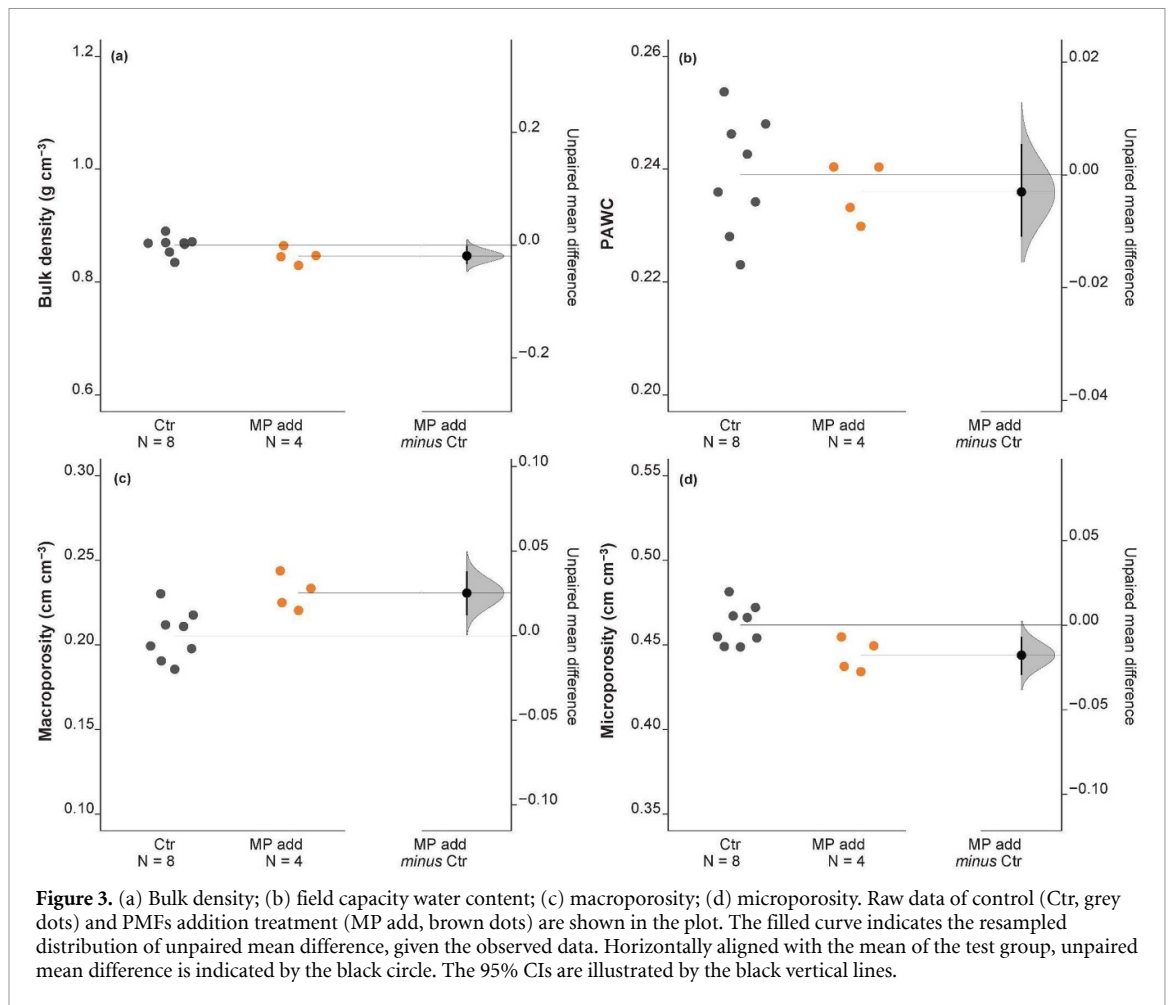 (a)
1.2
1.0
0.8
0.6
Bulk density (g cm⁻³)
0.2
0.0
−0.2
Unpaired mean difference
Ctr
N = 8
MP add
N = 4
MP add
minus Ctr
(b)
0.26
0.24
0.22
0.20
PAWC
0.02
0.00
−0.02
−0.04
Unpaired mean difference
Ctr
N = 8
MP add
N = 4
MP add
minus Ctr
(c)
0.30
0.25
0.20
0.15
0.10
Macroporosity (cm cm⁻³)
0.10
0.05
0.0
−0.05
−0.10
Unpaired mean difference
Ctr
N = 8
MP add
N = 4
MP add
minus Ctr
(d)
0.55
0.50
0.45
0.40
0.35
Microporosity (cm cm⁻³)
0.05
0.00
−0.05
−0.10
Unpaired mean difference
Ctr
N = 8
MP add
N = 4
MP add
minus Ctr
Figure 3. (a) Bulk density; (b) field capacity water content; (c) macroporosity; (d) microporosity. Raw data of control (Ctr, grey
dots) and PMFs addition treatment (MP add, brown dots) are shown in the plot. The filled curve indicates the resampled
distribution of unpaired mean difference, given the observed data. Horizontally aligned with the mean of the test group, unpaired
mean difference is indicated by the black circle. The 95% CIs are illustrated by the black vertical lines.